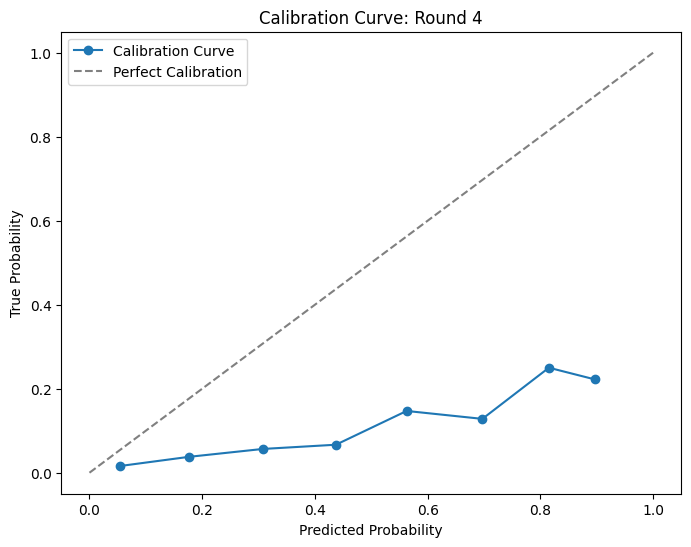 Calibration Curve: Round 4
Calibration Curve
Perfect Calibration
True Probability
1.0
0.8
0.6
0.4
0.2
0.0
0.0 0.2 0.4 0.6 0.8 1.0
Predicted Probability